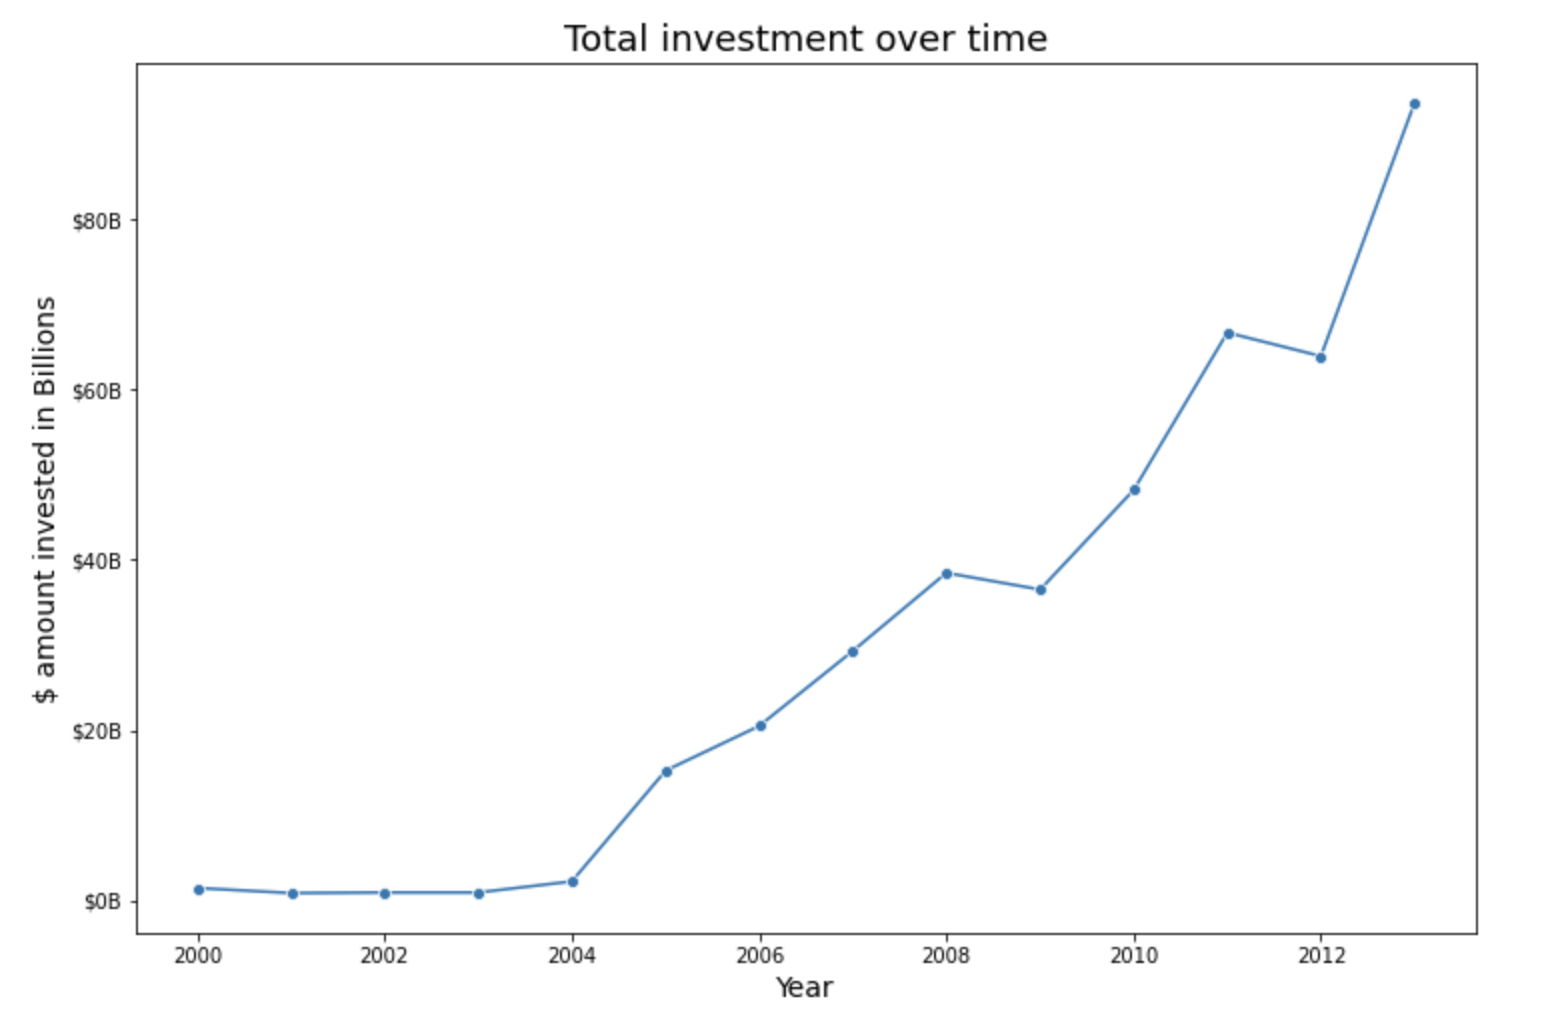 Total investment over time
$ amount invested in Billions
$80B
$60B
$40B
$20B
$0B
2000 2002 2004 2006 2008 2010 2012
Year